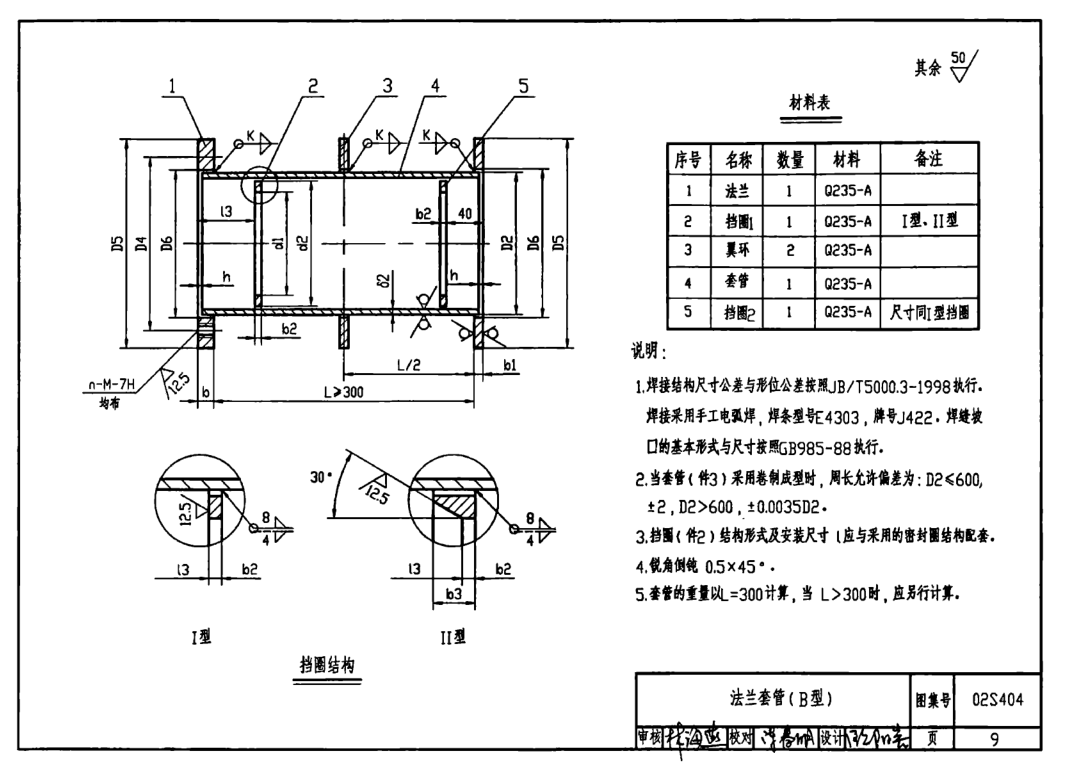 其余 50
材料表
序号 名称 数量 材料 备注
1 法兰 1 Q235-A
2 挡圈1 1 Q235-A I型、II型
3 翼环 2 Q235-A
4 套管 1 Q235-A
5 挡圈2 1 Q235-A 尺寸同I型挡圈
1 2 3 4 5
K K K
l3 b2 40
D5 D4 D6 d1 d2 D2 D6 D5
h h
δ2
b2
L/2 b1
n-M-7H 12.5
均布
b L≥300
说明:
1.焊接结构尺寸公差与形位公差按照JB/T5000.3-1998执行.
焊接采用手工电弧焊, 焊条型号E4303, 牌号J422. 焊缝坡
口的基本形式与尺寸按照GB985-88执行.
2.当套管(件3)采用卷制成型时, 周长允许偏差为: D2≤600,
±2, D2>600, ±0.0035D2.
3.挡圈(件2)结构形式及安装尺寸 l应与采用的密封圈结构配套.
4.锐角倒钝 0.5×45°.
5.套管的重量以L=300计算, 当 L>300时, 应另行计算.
12.5 8 4
l3 b2
I型
30° 12.5 8 4
l3 b2
b3
II型
挡圈结构
法兰套管(B型) 图集号 02S404
审核 校对 设计 页 9